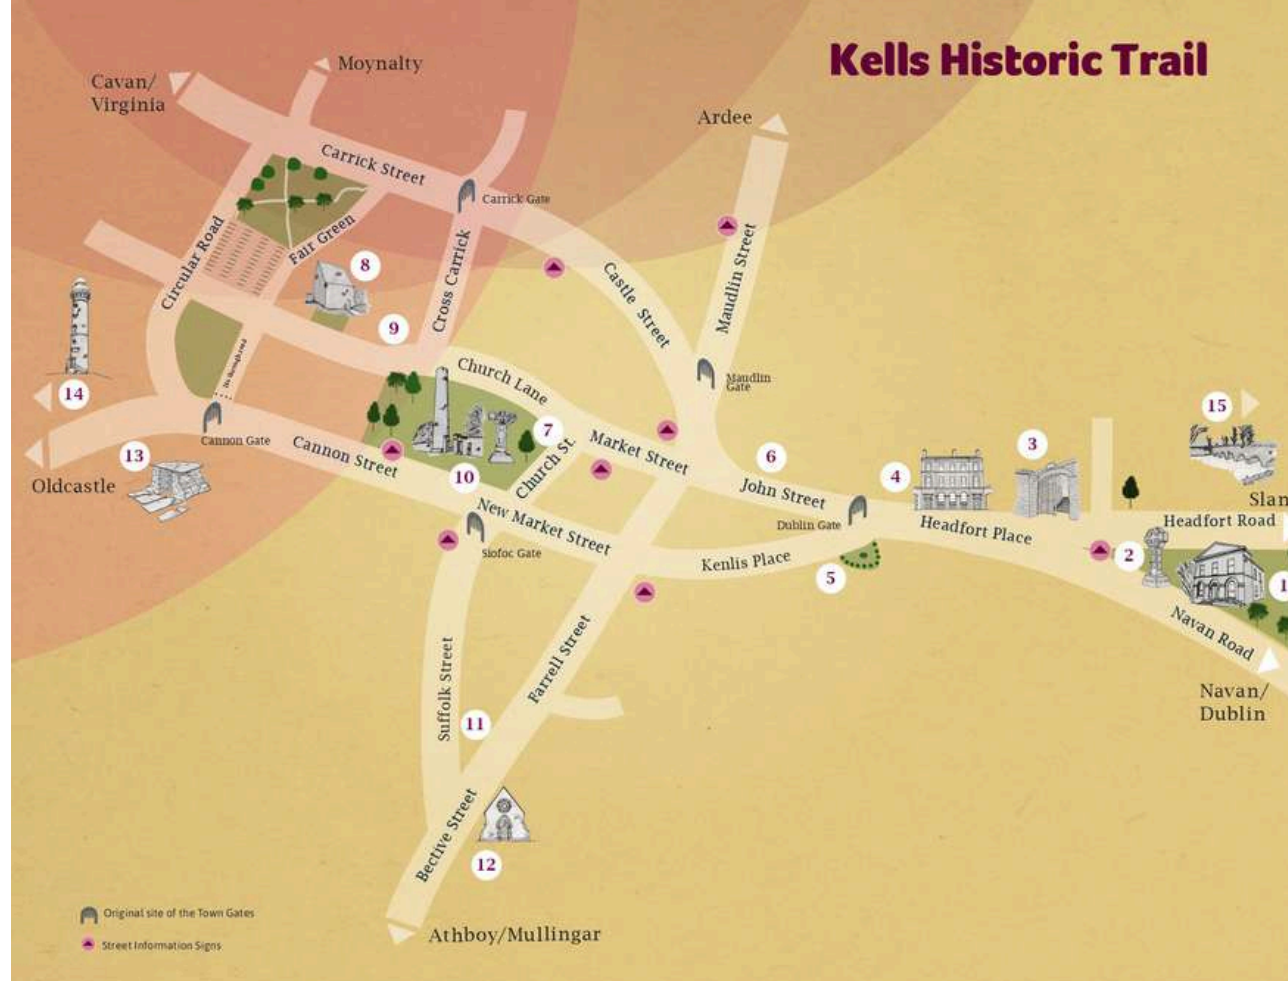 Kells Historic Trail
Moynalty
Cavan/
Virginia
Ardee
Carrick Street
Carrick Gate
Circular Road
Fair Green
8
Cross Carrick
Castle Street
Maudlin Street
9
Church Lane
Maudlin
Gate
14
Cannon Gate
7
Market Street
6
15
3
4
13
Cannon Street
10
Church St.
John Street
Oldcastle
New Market Street
Dublin Gate
Headfort Place
Slan
Headfort Road
Siofoc Gate
Kenlis Place
5
2
1
Navan Road
Suffolk Street
Farrell Street
11
Navan/
Dublin
Bective Street
12
Original site of the Town Gates
Street Information Signs
Athboy/Mullingar